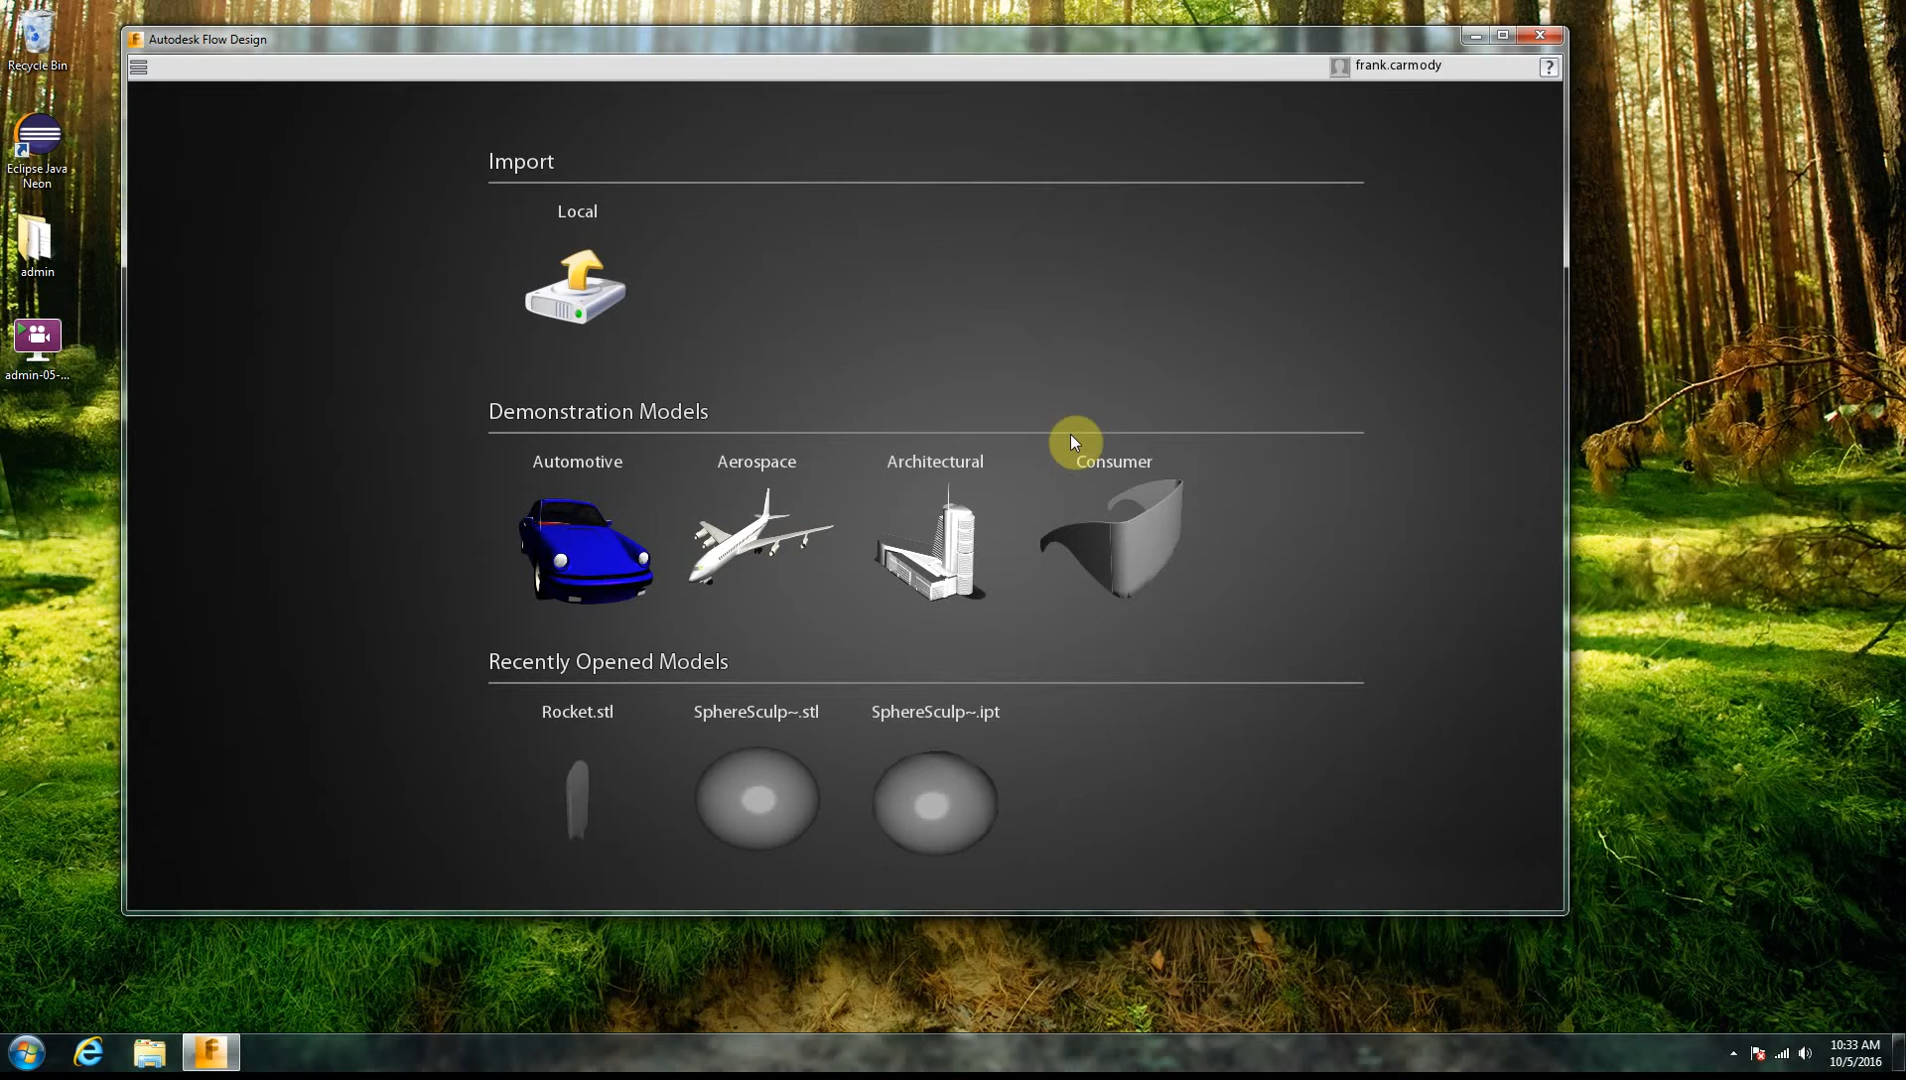 Autodesk Flow Design
frank.carmody
?
Recycle Bin
Eclipse Java
Neon
admin
admin-05-...
Import
Local
Demonstration Models
Automotive
Aerospace
Architectural
Consumer
Recently Opened Models
Rocket.stl
SphereSculp~.stl
SphereSculp~.ipt
10:33 AM
10/5/2016